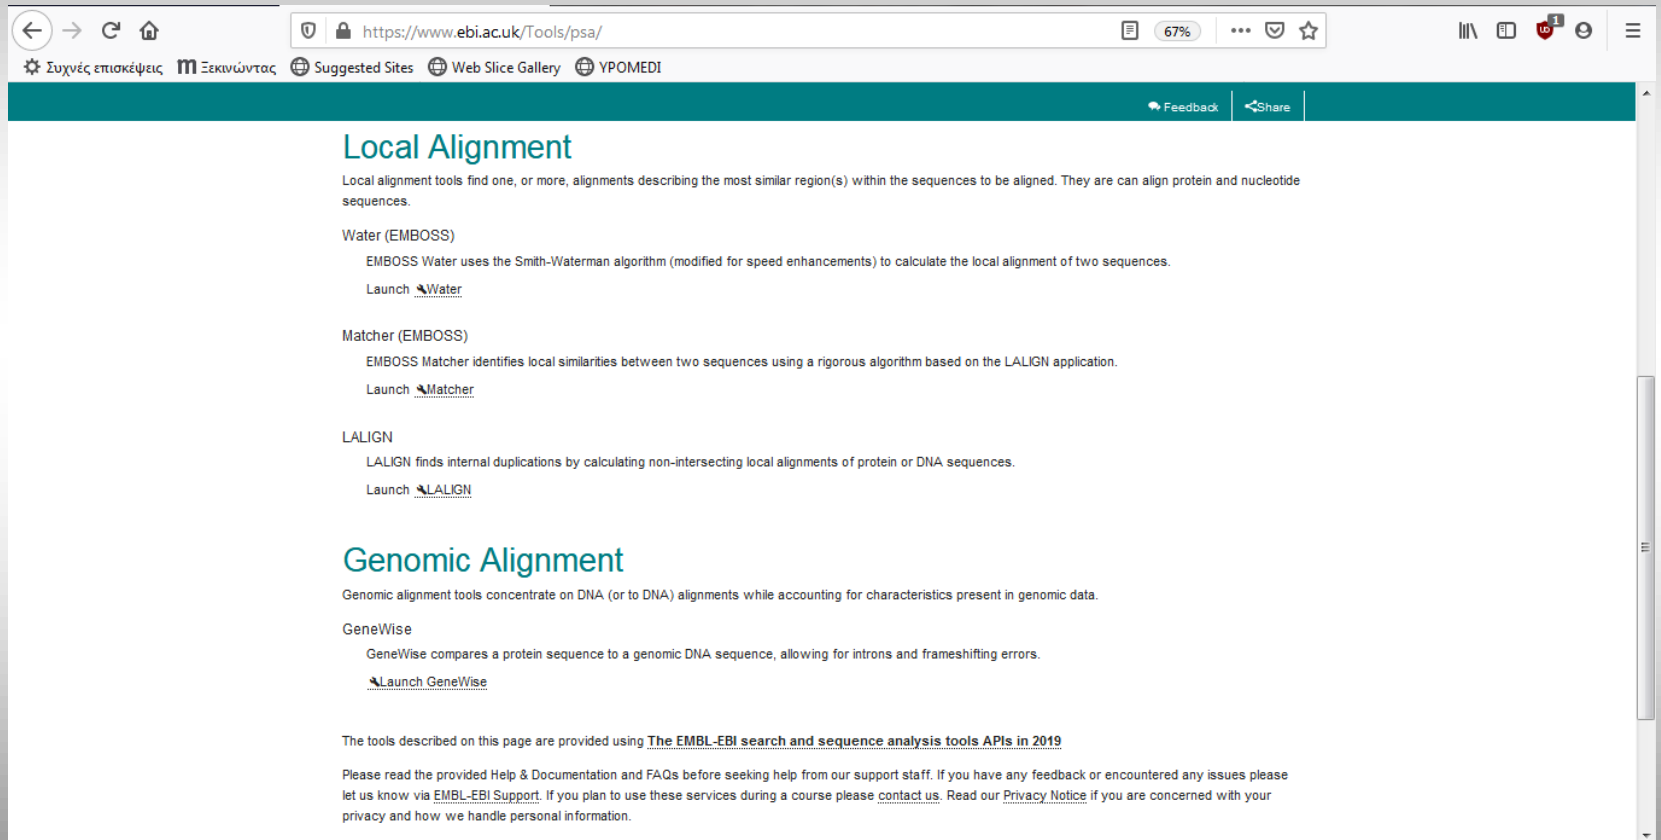 https://www.ebi.ac.uk/Tools/psa/
67%
1
Συχνές επισκέψεις Ξεκινώντας Suggested Sites Web Slice Gallery YPOMEDI
Feedback Share
Local Alignment
Local alignment tools find one, or more, alignments describing the most similar region(s) within the sequences to be aligned. They are can align protein and nucleotide
sequences.
Water (EMBOSS)
EMBOSS Water uses the Smith-Waterman algorithm (modified for speed enhancements) to calculate the local alignment of two sequences.
Launch Water
Matcher (EMBOSS)
EMBOSS Matcher identifies local similarities between two sequences using a rigorous algorithm based on the LALIGN application.
Launch Matcher
LALIGN
LALIGN finds internal duplications by calculating non-intersecting local alignments of protein or DNA sequences.
Launch LALIGN
Genomic Alignment
Genomic alignment tools concentrate on DNA (or to DNA) alignments while accounting for characteristics present in genomic data.
GeneWise
GeneWise compares a protein sequence to a genomic DNA sequence, allowing for introns and frameshifting errors.
Launch GeneWise
The tools described on this page are provided using The EMBL-EBI search and sequence analysis tools APIs in 2019
Please read the provided Help & Documentation and FAQs before seeking help from our support staff. If you have any feedback or encountered any issues please
let us know via EMBL-EBI Support. If you plan to use these services during a course please contact us. Read our Privacy Notice if you are concerned with your
privacy and how we handle personal information.